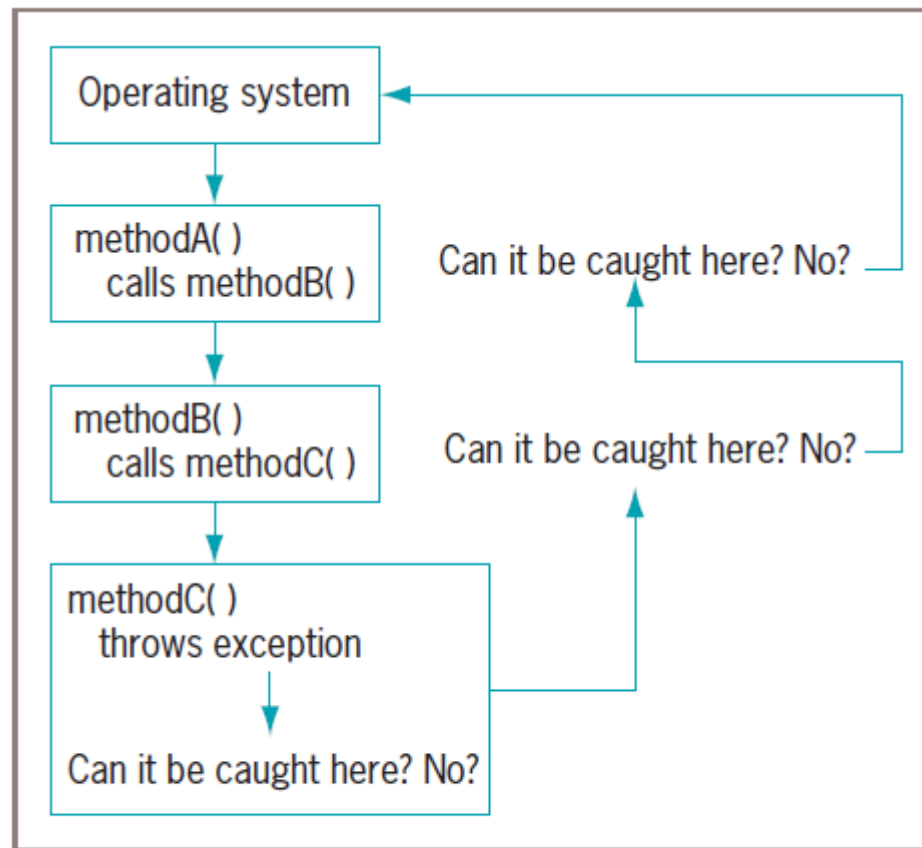 Operating system
methodA( )
calls methodB( )
Can it be caught here? No?
methodB( )
calls methodC( )
Can it be caught here? No?
methodC( )
throws exception
Can it be caught here? No?